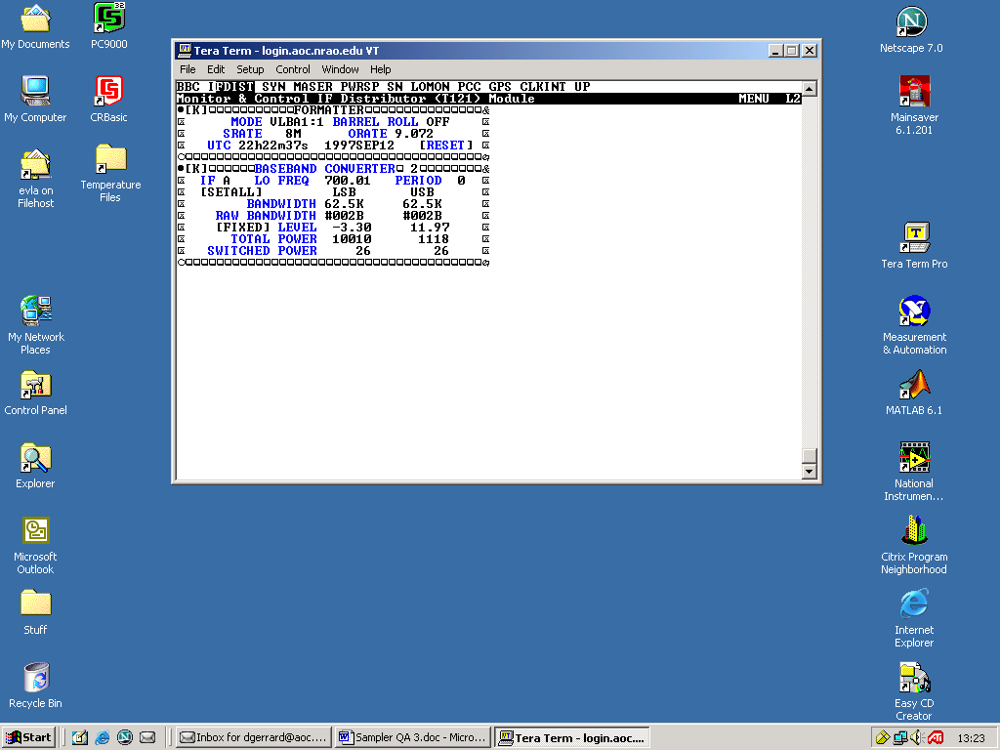 My Documents
PC9000
My Computer
CRBasic
evla on
Filehost
Temperature
Files
My Network
Places
Control Panel
Explorer
Microsoft
Outlook
Stuff
Recycle Bin
Tera Term - login.aoc.nrao.edu VT
File Edit Setup Control Window Help
BBC IFDIST SYN MASER PWRSP SN LOMON PCC GPS CLKINT UP
Monitor & Control IF Distributor (T121) Module MENU L2
[K] FORMATTER
MODE VLBA1:1 BARREL ROLL OFF
SRATE 8M ORATE 9.072
UTC 22h22m37s 1997SEP12 [RESET]
[K] BASEBAND CONVERTER 2
IF A LO FREQ 700.01 PERIOD 0
[SETALL] LSB USB
BANDWIDTH 62.5K 62.5K
RAW BANDWIDTH #002B #002B
[FIXED] LEVEL -3.30 11.97
TOTAL POWER 10010 1118
SWITCHED POWER 26 26
Netscape 7.0
Mainsaver
6.1.201
Tera Term Pro
Measurement
& Automation
MATLAB 6.1
National
Instrumen...
Citrix Program
Neighborhood
Internet
Explorer
Easy CD
Creator
Start
Inbox for dgerrard@aoc....
Sampler QA 3.doc - Micro...
Tera Term - login.aoc....
13:23